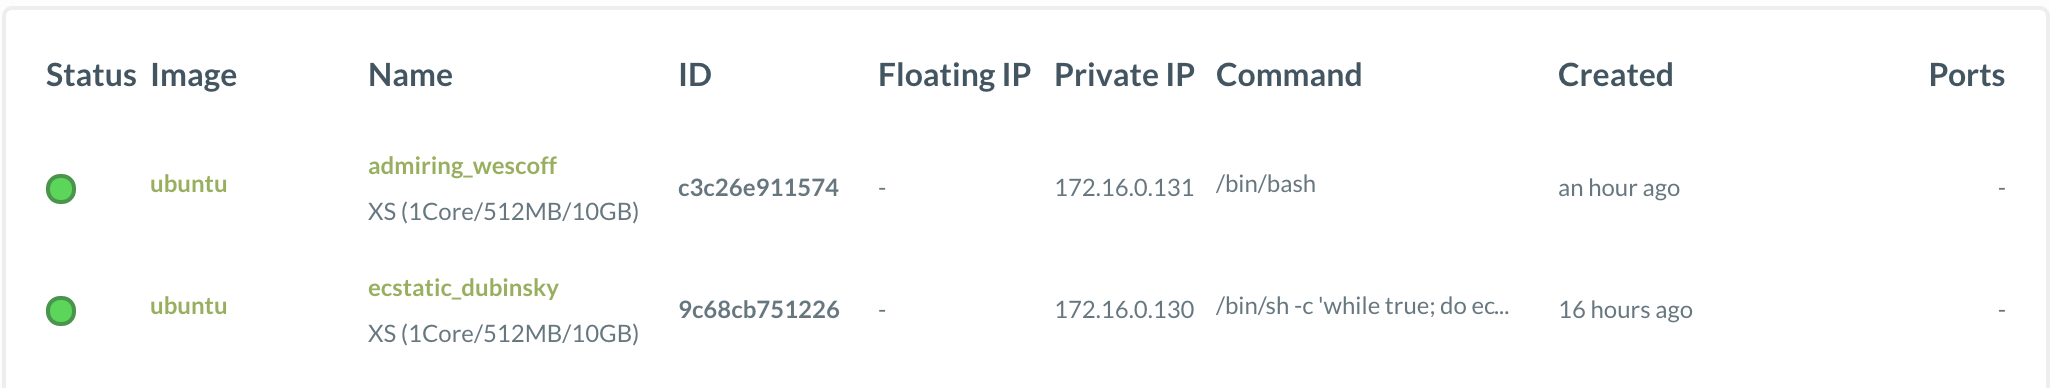 Status Image Name ID Floating IP Private IP Command Created Ports
ubuntu admiring_wescoff c3c26e911574 - 172.16.0.131 /bin/bash an hour ago -
XS (1Core/512MB/10GB)
ubuntu ecstatic_dubinsky 9c68cb751226 - 172.16.0.130 /bin/sh -c 'while true; do ec... 16 hours ago -
XS (1Core/512MB/10GB)